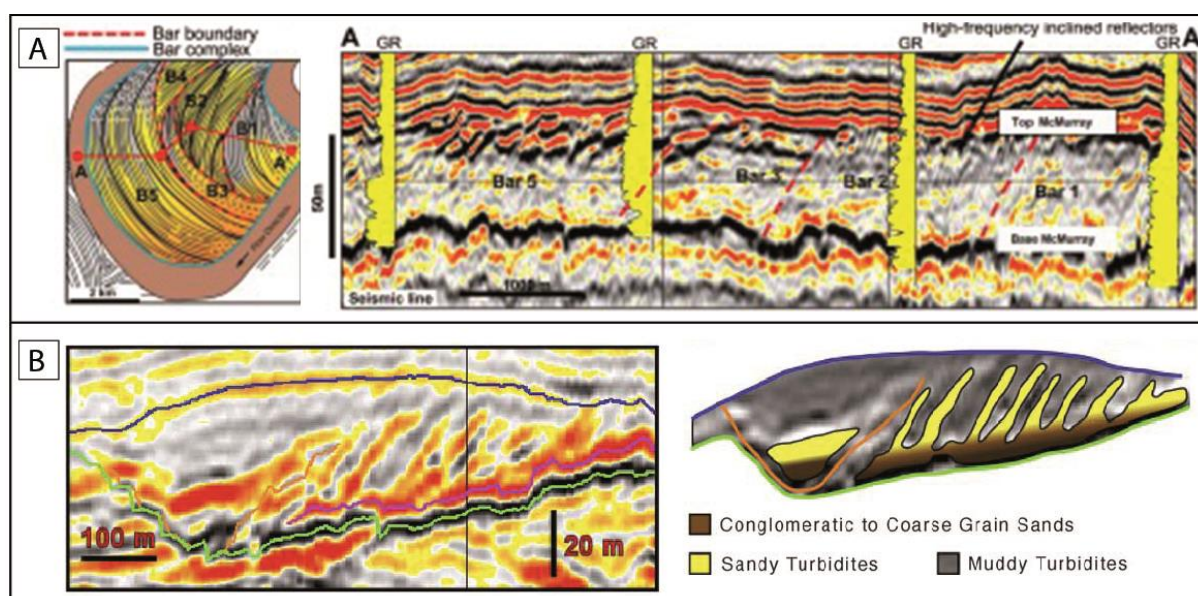 A
Bar boundary
Bar complex
B4
B2
B1
B3
B5
A
A'
2 km
A
GR
GR
High-frequency inclined reflectors
GR
GR
A
50m
Top McMurray
Bar 5
Bar 3
Bar 2
Bar 1
Base McMurray
Seismic line
1000 m
B
100 m
20 m
Conglomeratic to Coarse Grain Sands
Sandy Turbidites
Muddy Turbidites